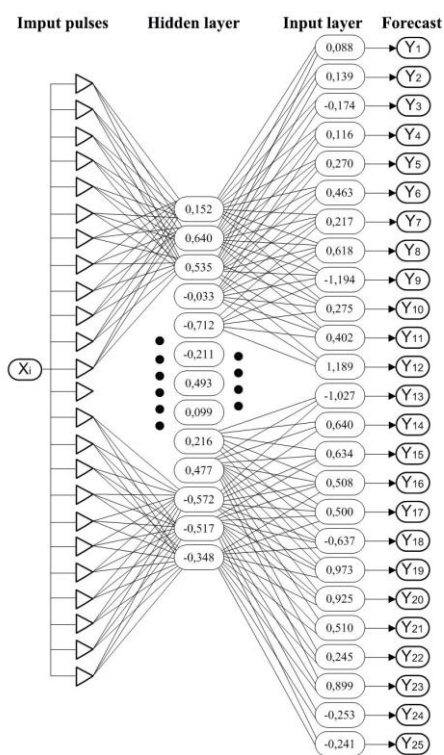 Imput pulses Hidden layer Input layer Forecast
0,088 Y1
0,139 Y2
-0,174 Y3
0,116 Y4
0,270 Y5
0,463 Y6
0,152
0,217 Y7
0,640
0,618 Y8
0,535
-1,194 Y9
-0,033
0,275 Y10
-0,712
0,402 Y11
-0,211
Xi
1,189 Y12
0,493
-1,027 Y13
0,099
0,640 Y14
0,216
0,634 Y15
0,477
0,508 Y16
-0,572
0,500 Y17
-0,517
-0,637 Y18
-0,348
0,973 Y19
0,925 Y20
0,510 Y21
0,245 Y22
0,899 Y23
-0,253 Y24
-0,241 Y25